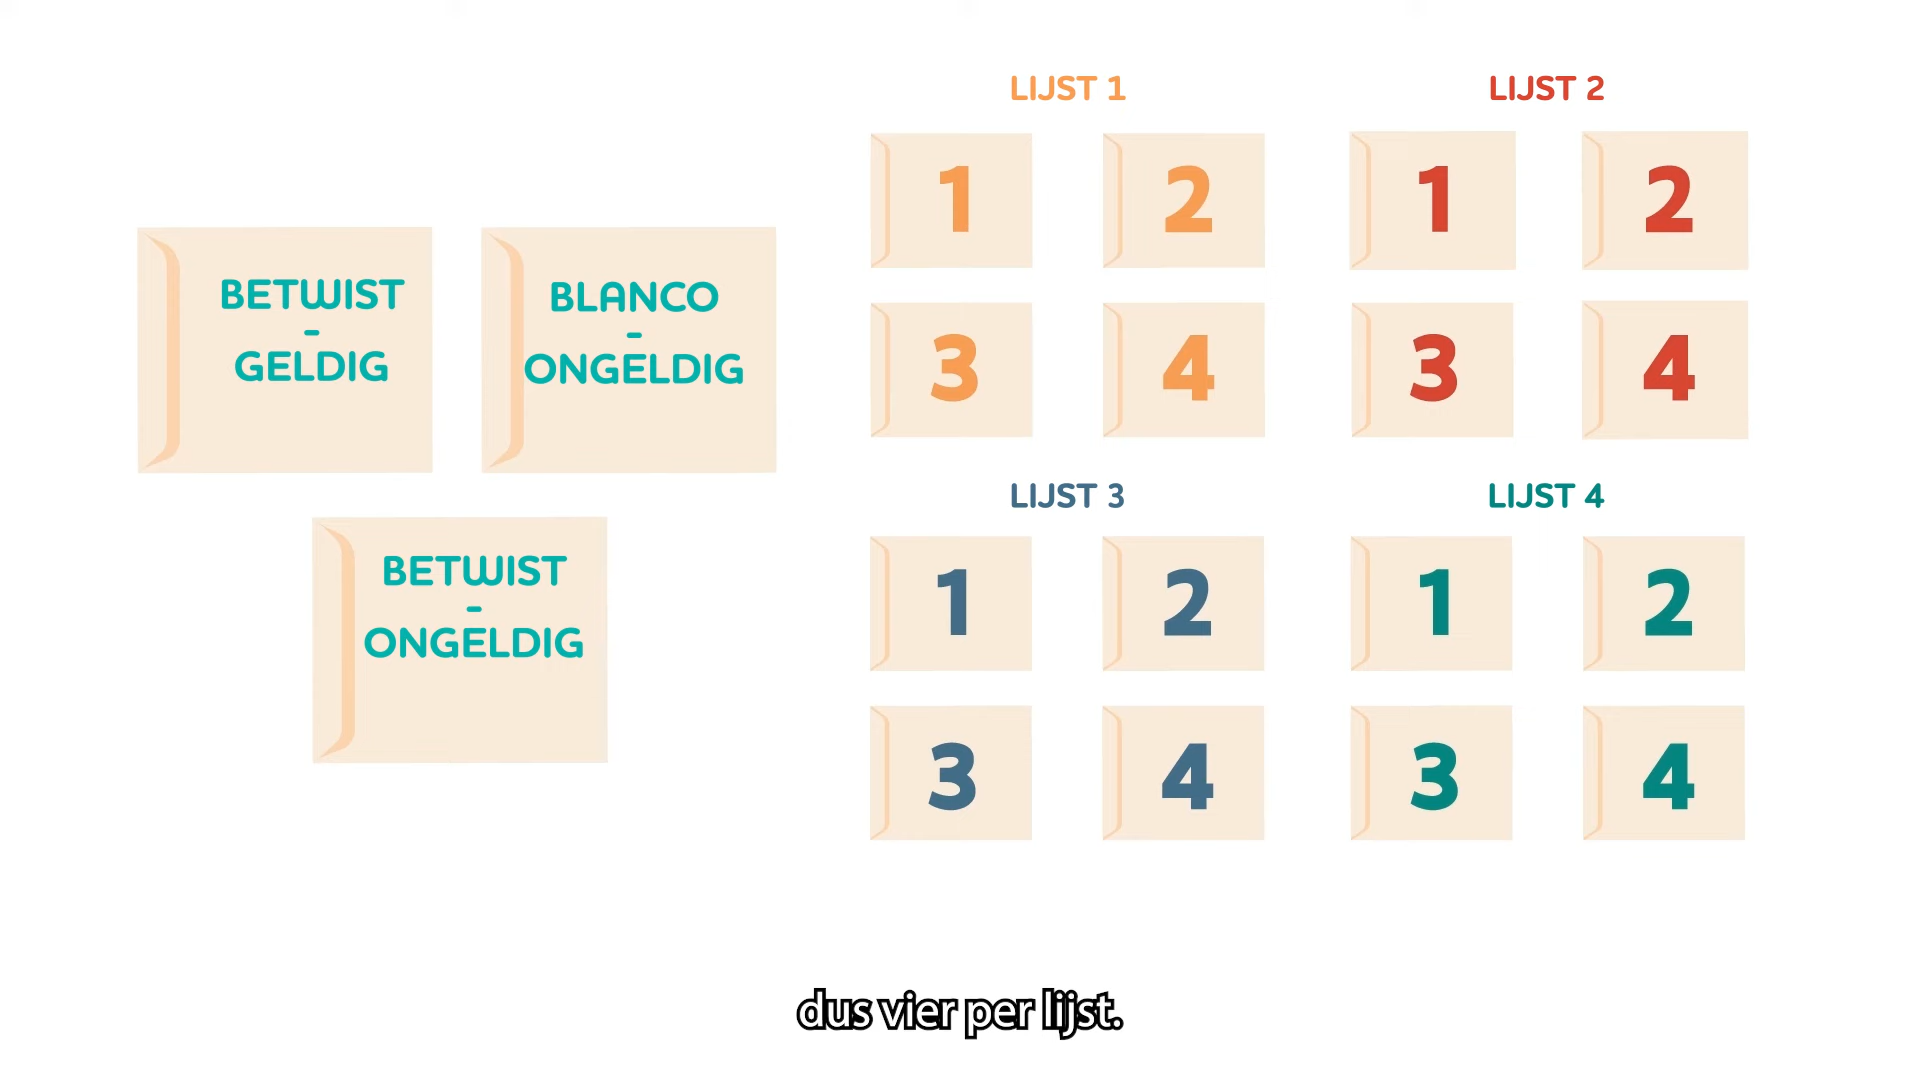 BETWIST
-
GELDIG
BLANCO
-
ONGELDIG
BETWIST
-
ONGELDIG
LIJST 1
1
2
3
4
LIJST 2
1
2
3
4
LIJST 3
1
2
3
4
LIJST 4
1
2
3
4
dus vier per lijst.